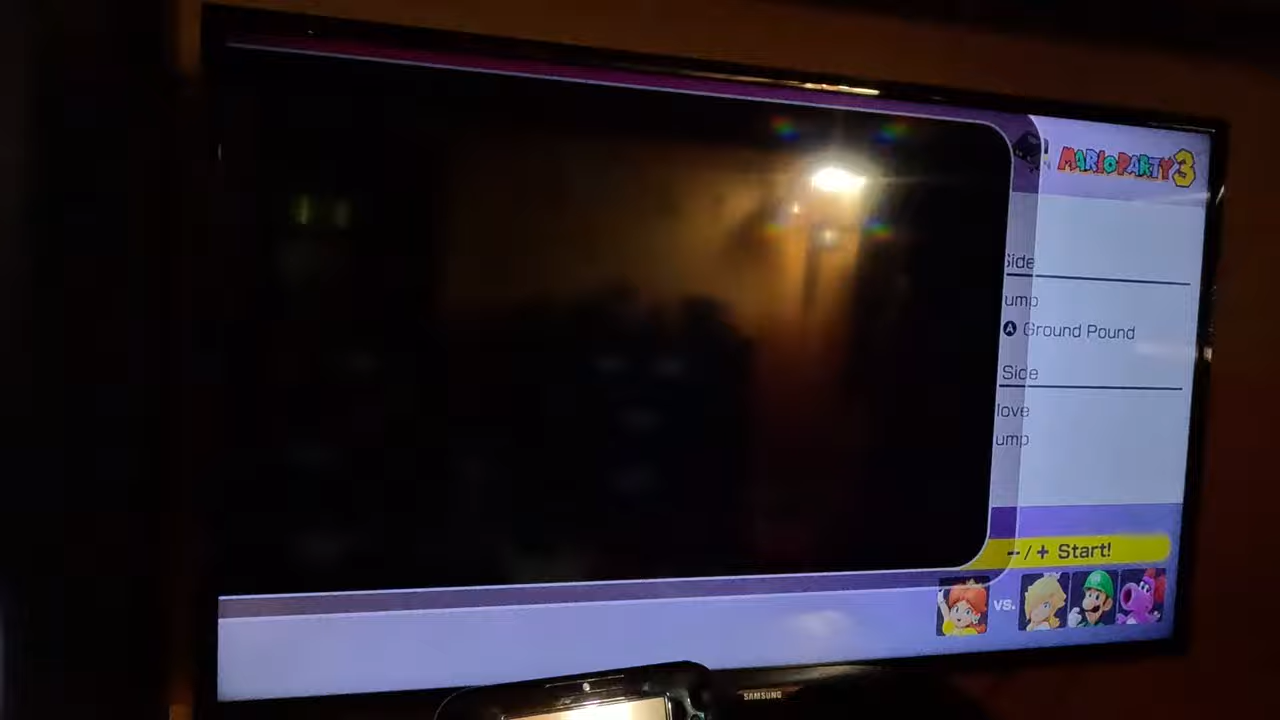 MARIO PARTY 3
Side
ump
A Ground Pound
Side
love
ump
-/+ Start!
vs.
SAMSUNG